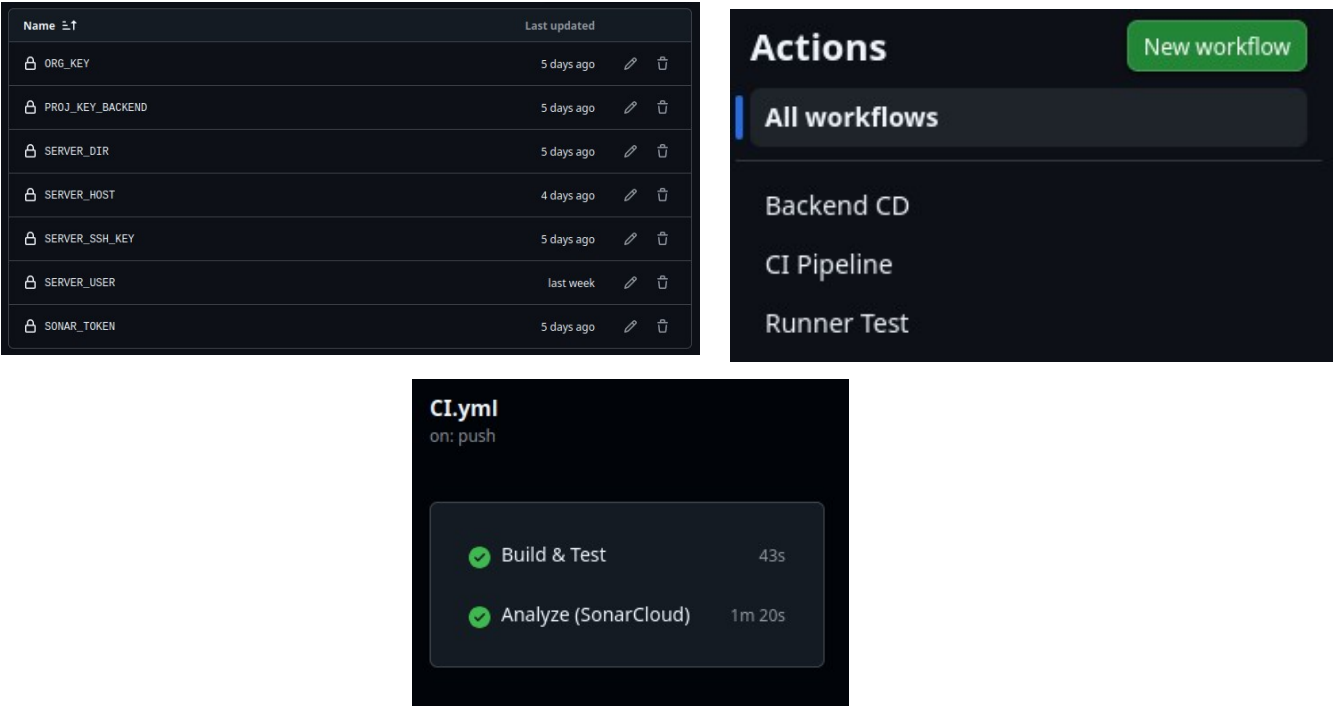 Name Last updated
ORG_KEY 5 days ago
PROJ_KEY_BACKEND 5 days ago
SERVER_DIR 5 days ago
SERVER_HOST 4 days ago
SERVER_SSH_KEY 5 days ago
SERVER_USER last week
SONAR_TOKEN 5 days ago
Actions New workflow
All workflows
Backend CD
CI Pipeline
Runner Test
CI.yml
on: push
Build & Test 43s
Analyze (SonarCloud) 1m 20s